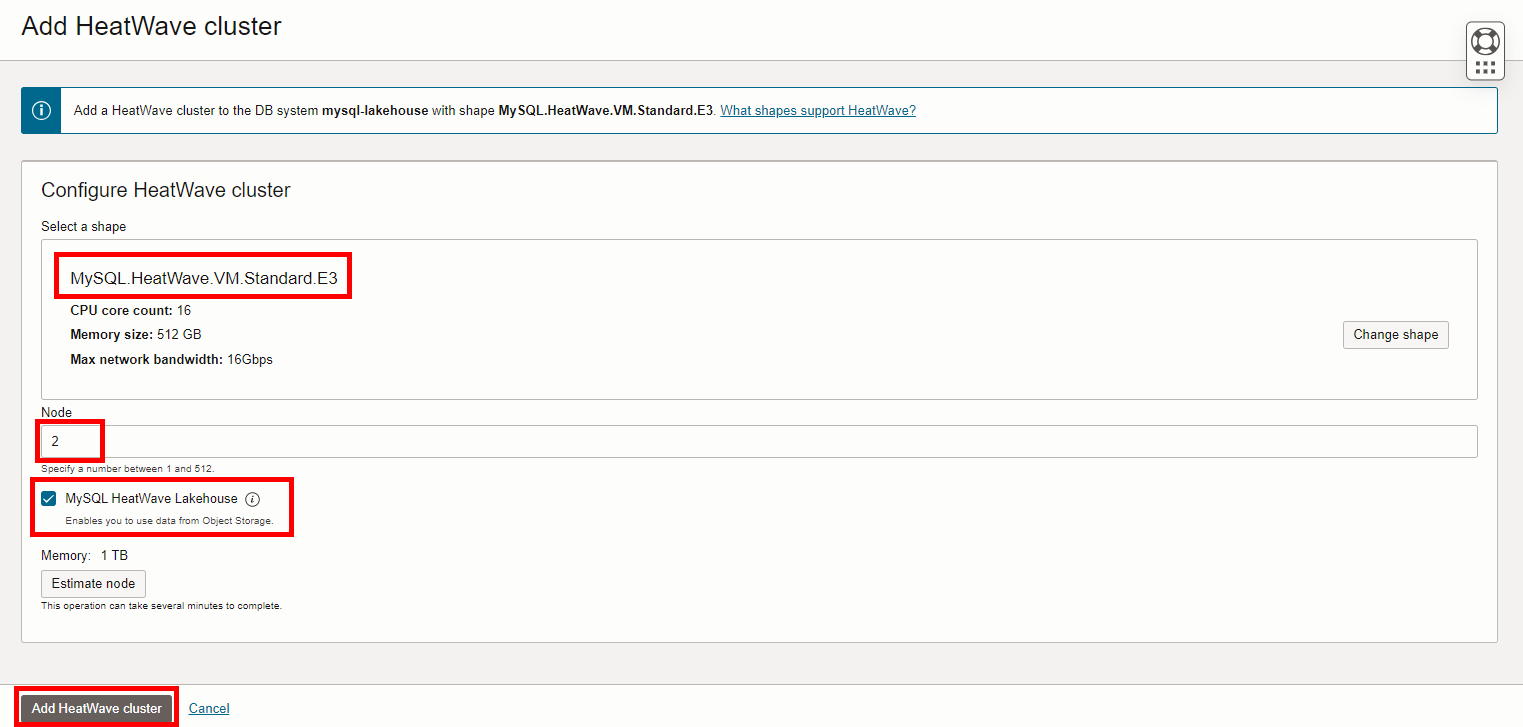 Add HeatWave cluster
Add a HeatWave cluster to the DB system mysql-lakehouse with shape MySQL.HeatWave.VM.Standard.E3. What shapes support HeatWave?
Configure HeatWave cluster
Select a shape
MySQL.HeatWave.VM.Standard.E3
CPU core count: 16
Memory size: 512 GB
Max network bandwidth: 16Gbps
Change shape
Node
2
Specify a number between 1 and 512.
MySQL HeatWave Lakehouse
Enables you to use data from Object Storage.
Memory: 1 TB
Estimate node
This operation can take several minutes to complete.
Add HeatWave cluster Cancel